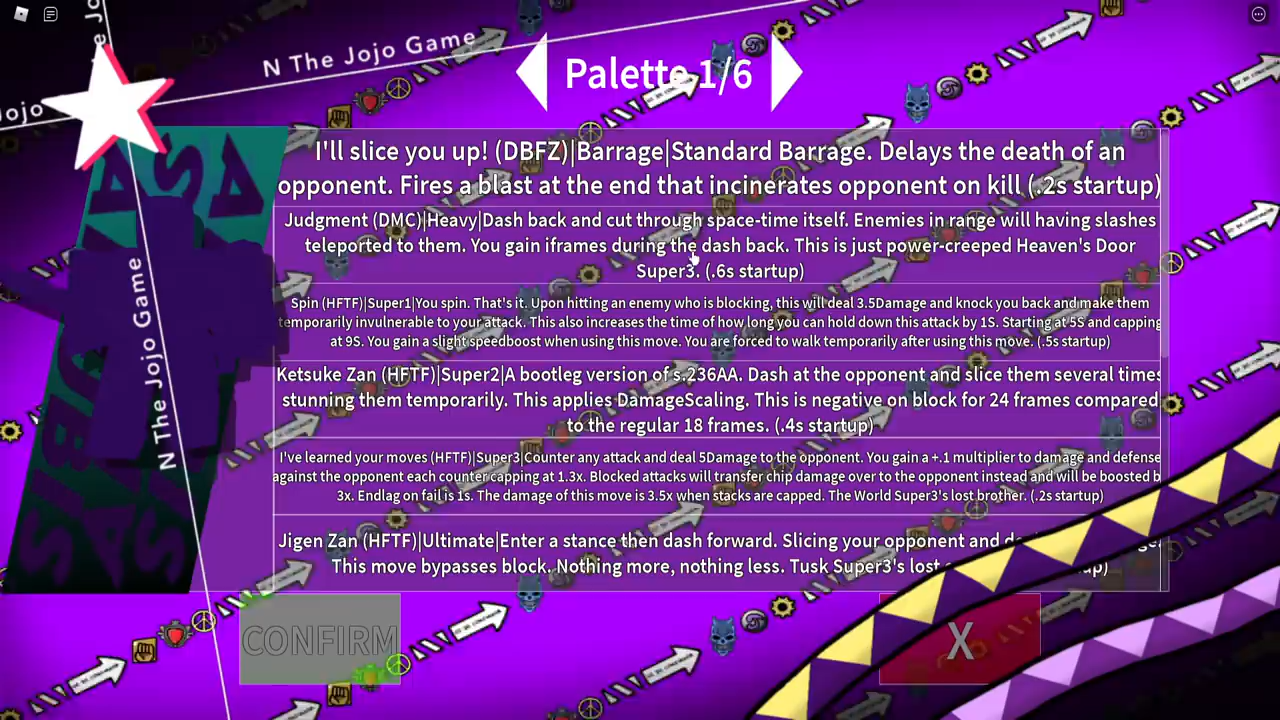 N The Jojo Game
Jojo
Palette 1/6
I'll slice you up! (DBFZ)|Barrage|Standard Barrage. Delays the death of an
opponent. Fires a blast at the end that incinerates opponent on kill (.2s startup)
Judgment (DMC)|Heavy|Dash back and cut through space-time itself. Enemies in range will having slashes
teleported to them. You gain iframes during the dash back. This is just power-creeped Heaven's Door
Super3. (.6s startup)
Spin (HFTF)|Super1|You spin. That's it. Upon hitting an enemy who is blocking, this will deal 3.5Damage and knock you back and make them
temporarily invulnerable to your attack. This also increases the time of how long you can hold down this attack by 1S. Starting at 5S and capping
at 9S. You gain a slight speedboost when using this move. You are forced to walk temporarily after using this move. (.5s startup)
Ketsuke Zan (HFTF)|Super2|A bootleg version of s.236AA. Dash at the opponent and slice them several times
stunning them temporarily. This applies DamageScaling. This is negative on block for 24 frames compared
to the regular 18 frames. (.4s startup)
I've learned your moves (HFTF)|Super3|Counter any attack and deal 5Damage to the opponent. You gain a +.1 multiplier to damage and defense
against the opponent each counter capping at 1.3x. Blocked attacks will transfer chip damage over to the opponent instead and will be boosted b
3x. Endlag on fail is 1s. The damage of this move is 3.5x when stacks are capped. The World Super3's lost brother. (.2s startup)
Jigen Zan (HFTF)|Ultimate|Enter a stance then dash forward. Slicing your opponent and
This move bypasses block. Nothing more, nothing less. Tusk Super3's lost
N The Jojo Game
CONFIRM
X